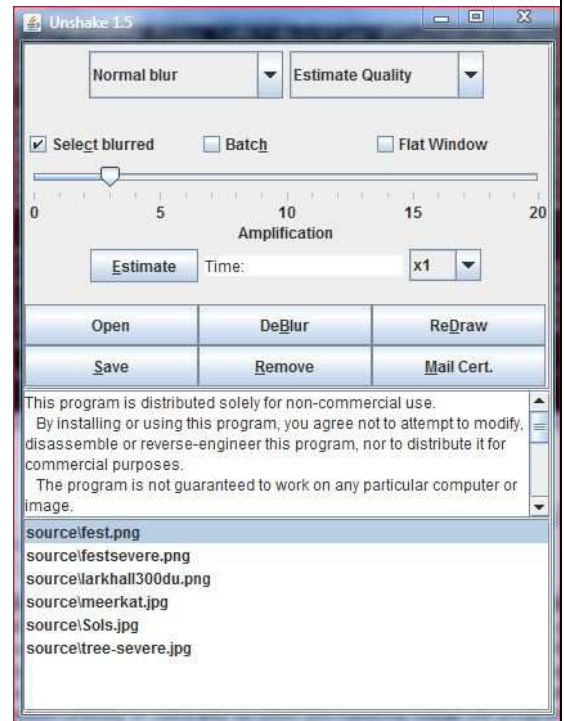 Unshake 1.5
Normal blur Estimate Quality
Select blurred Batch Flat Window
0 5 10 15 20
Amplification
Estimate Time: x1
Open DeBlur ReDraw
Save Remove Mail Cert.
This program is distributed solely for non-commercial use.
By installing or using this program, you agree not to attempt to modify,
disassemble or reverse-engineer this program, nor to distribute it for
commercial purposes.
The program is not guaranteed to work on any particular computer or
image.
source\fest.png
source\festsevere.png
source\larkhall300du.png
source\meerkat.jpg
source\Sols.jpg
source\tree-severe.jpg